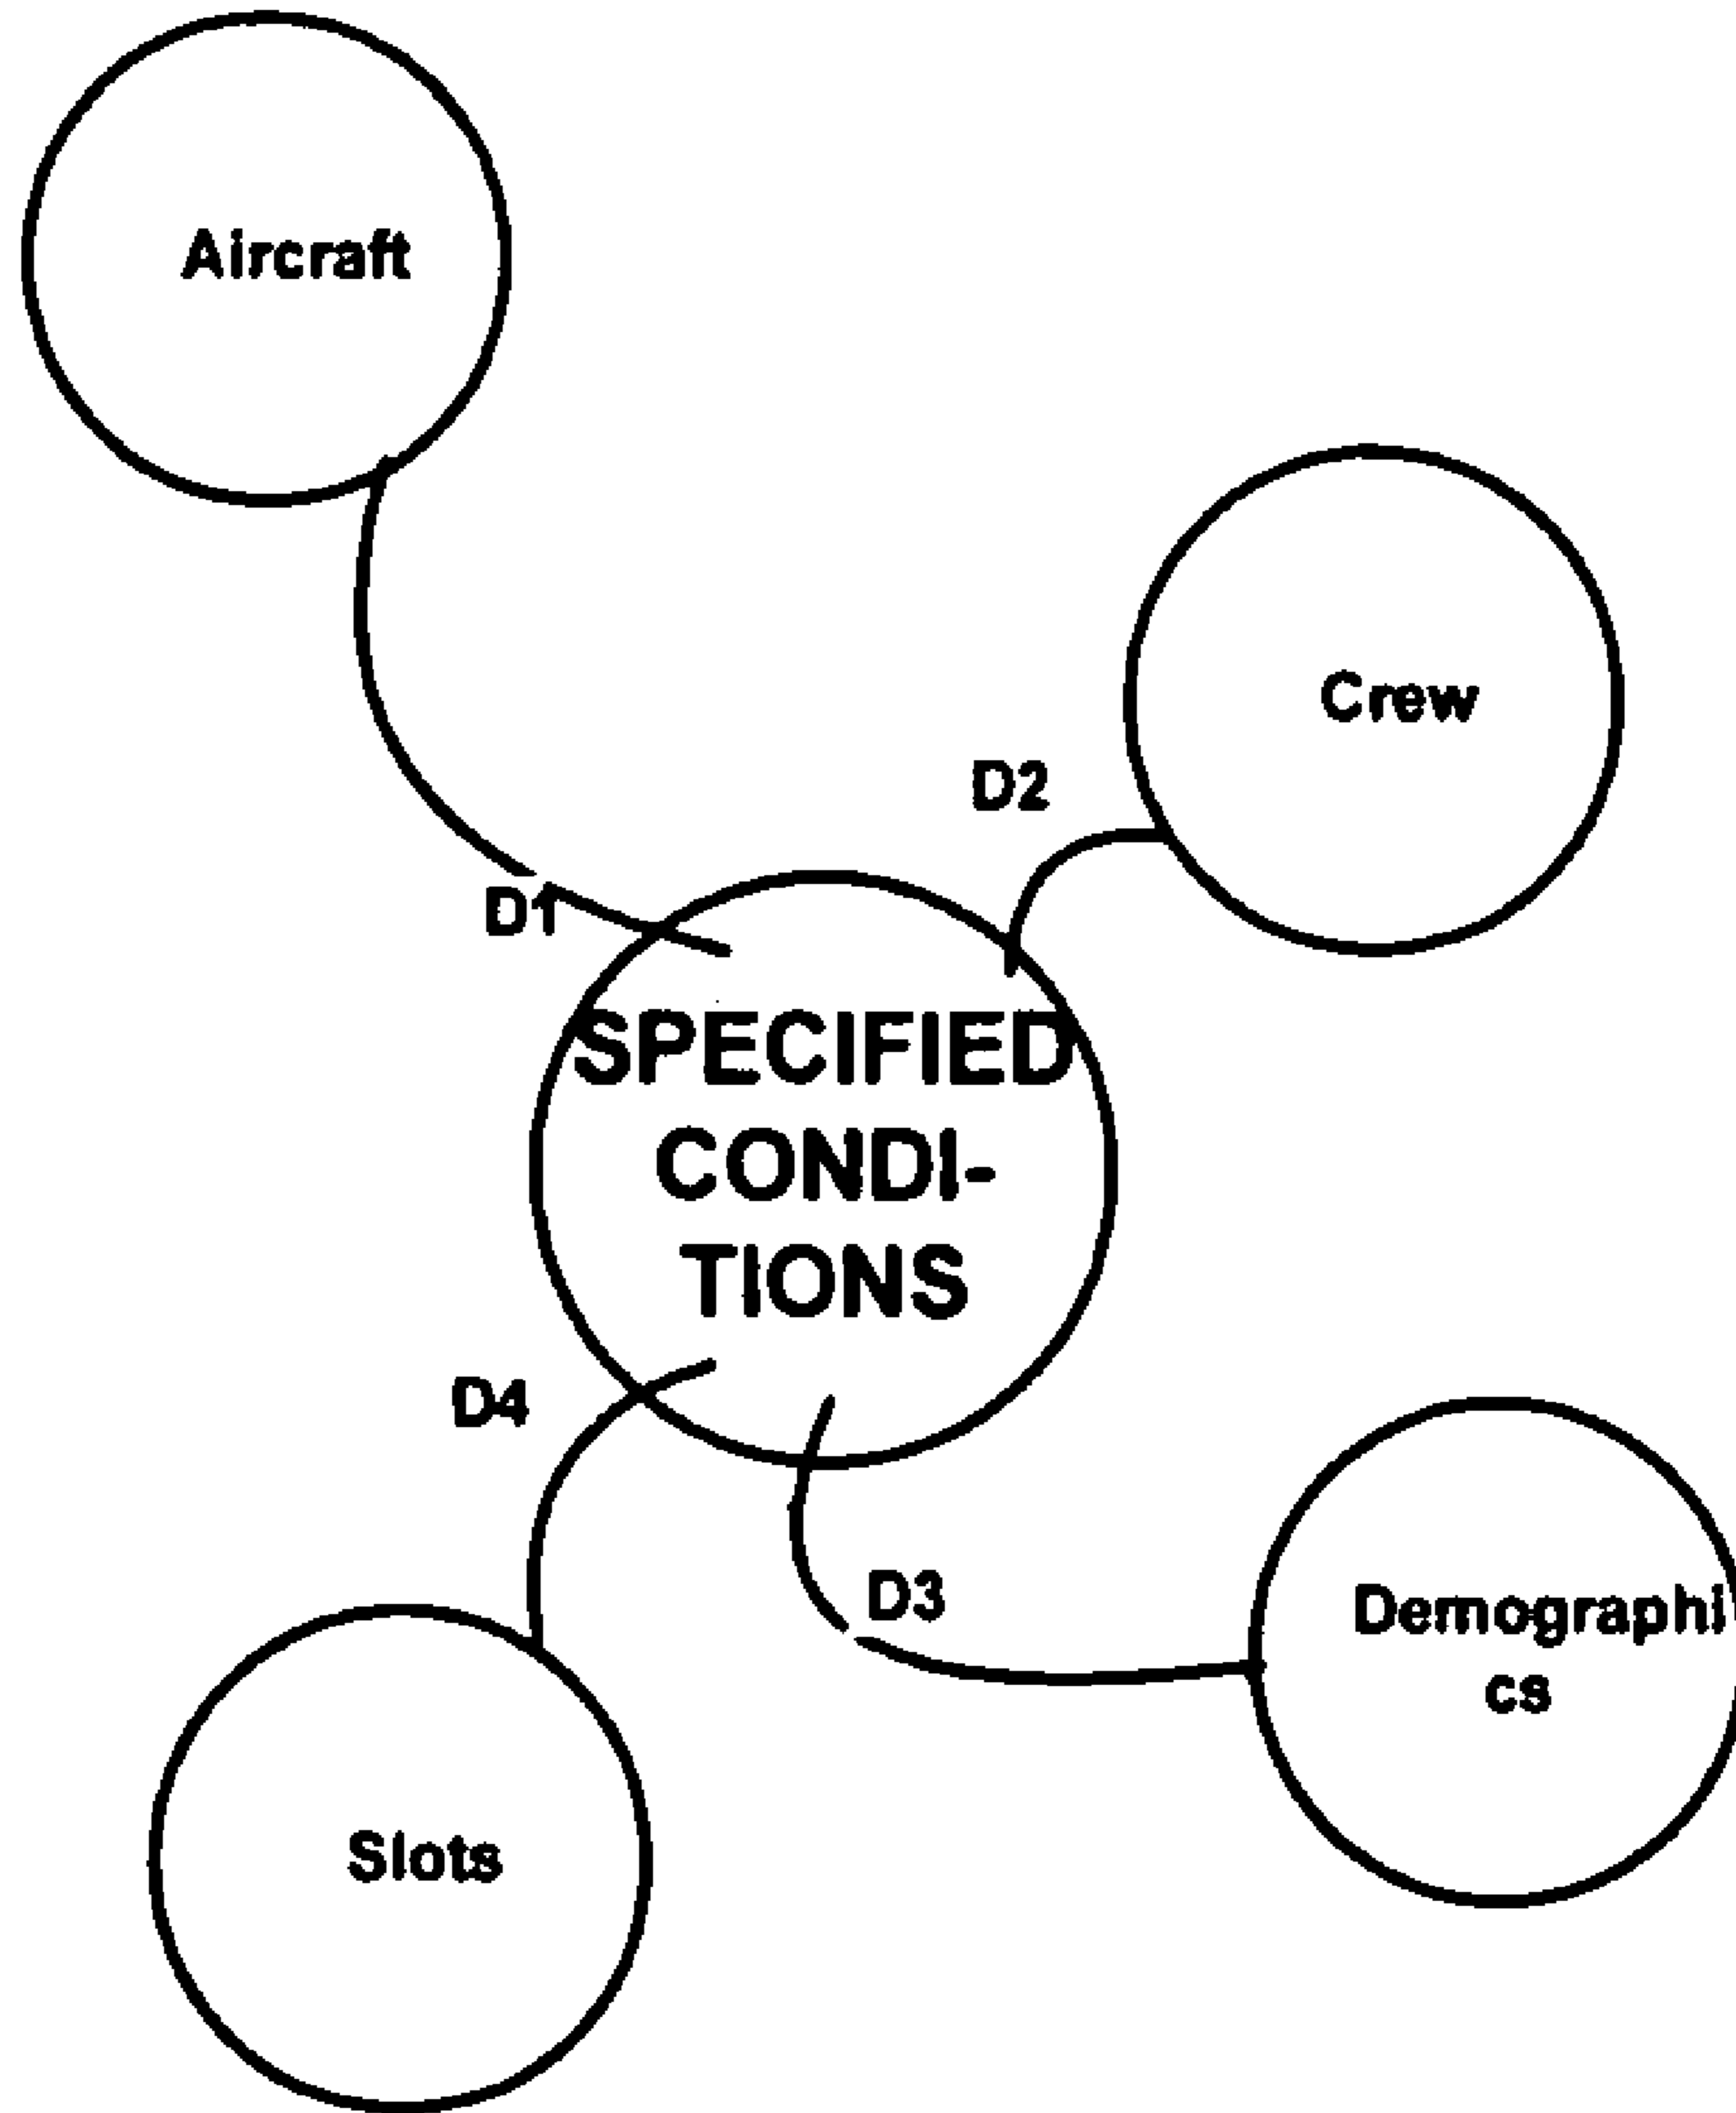 Aircraft
Crew
D2
D1
SPECIFIED
CONDI-
TIONS
D4
D3
Demographi
cs
Slots